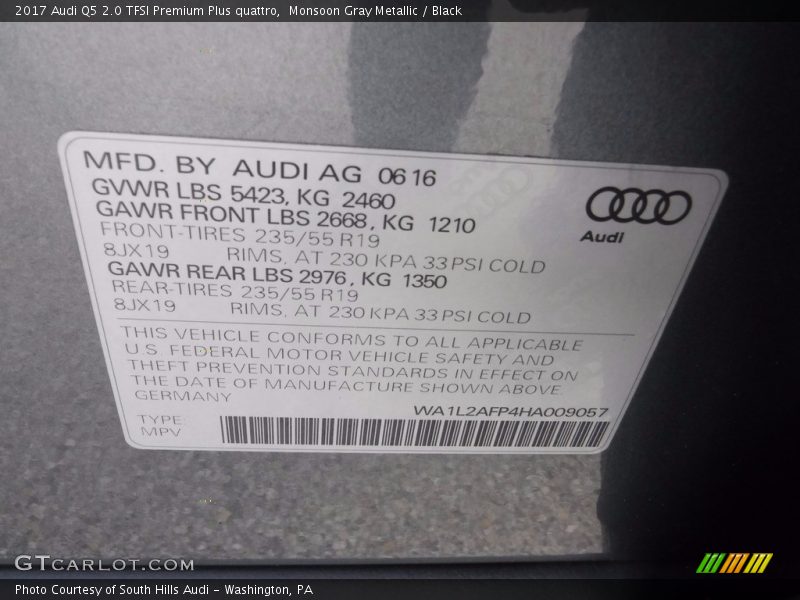 2017 Audi Q5 2.0 TFSI Premium Plus quattro,  Monsoon Gray Metallic / Black
MFD. BY AUDI AG 06 16
GVWR LBS 5423, KG 2460
GAWR FRONT LBS 2668, KG 1210
FRONT-TIRES 235/55 R19
8JX19 RIMS, AT 230 KPA 33 PSI COLD
GAWR REAR LBS 2976, KG 1350
REAR-TIRES 235/55 R19
8JX19 RIMS, AT 230 KPA 33 PSI COLD
Audi
THIS VEHICLE CONFORMS TO ALL APPLICABLE
U.S. FEDERAL MOTOR VEHICLE SAFETY AND
THEFT PREVENTION STANDARDS IN EFFECT ON
THE DATE OF MANUFACTURE SHOWN ABOVE.
GERMANY
WA1L2AFP4HA009057
TYPE:
MPV
GTCARLOT.COM
Photo Courtesy of South Hills Audi - Washington, PA